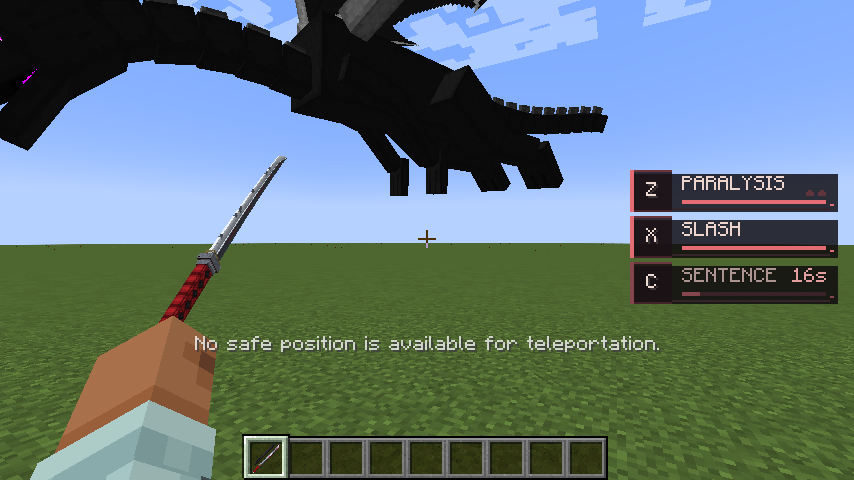 Z PARALYSIS
X SLASH
C SENTENCE 16s
No safe position is available for teleportation.